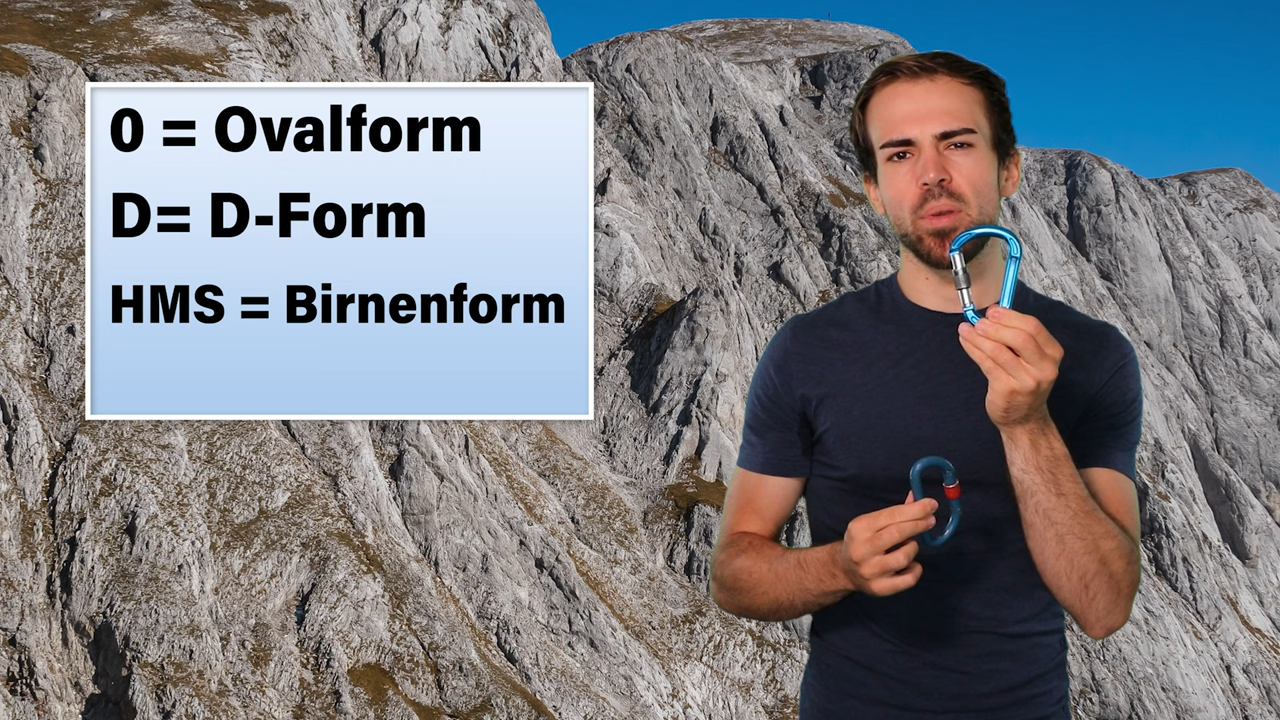 0 = Ovalform
D= D-Form
HMS = Birnenform